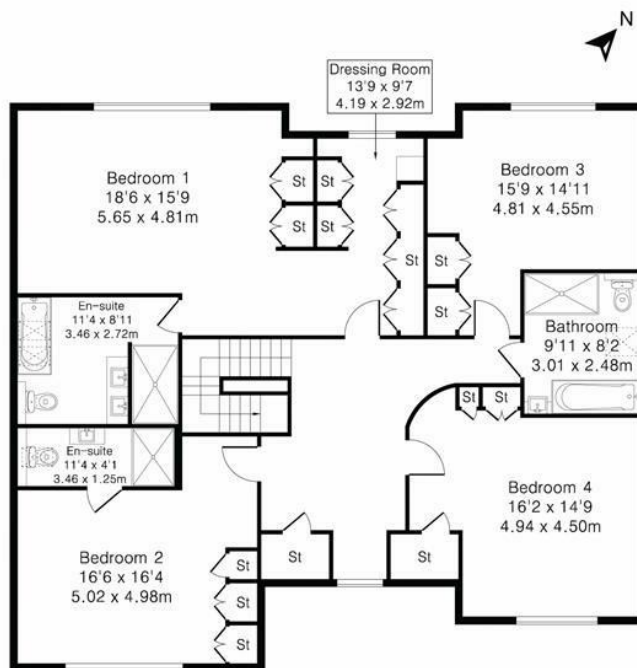 N
Dressing Room
13'9 x 9'7
4.19 x 2.92m
Bedroom 1
18'6 x 15'9
5.65 x 4.81m
St
St
St
St
St
Bedroom 3
15'9 x 14'11
4.81 x 4.55m
St
St
En-suite
11'4 x 8'11
3.46 x 2.72m
Bathroom
9'11 x 8'2
3.01 x 2.48m
En-suite
11'4 x 4'1
3.46 x 1.25m
St
St
Bedroom 4
16'2 x 14'9
4.94 x 4.50m
Bedroom 2
16'6 x 16'4
5.02 x 4.98m
St
St
St
St
St